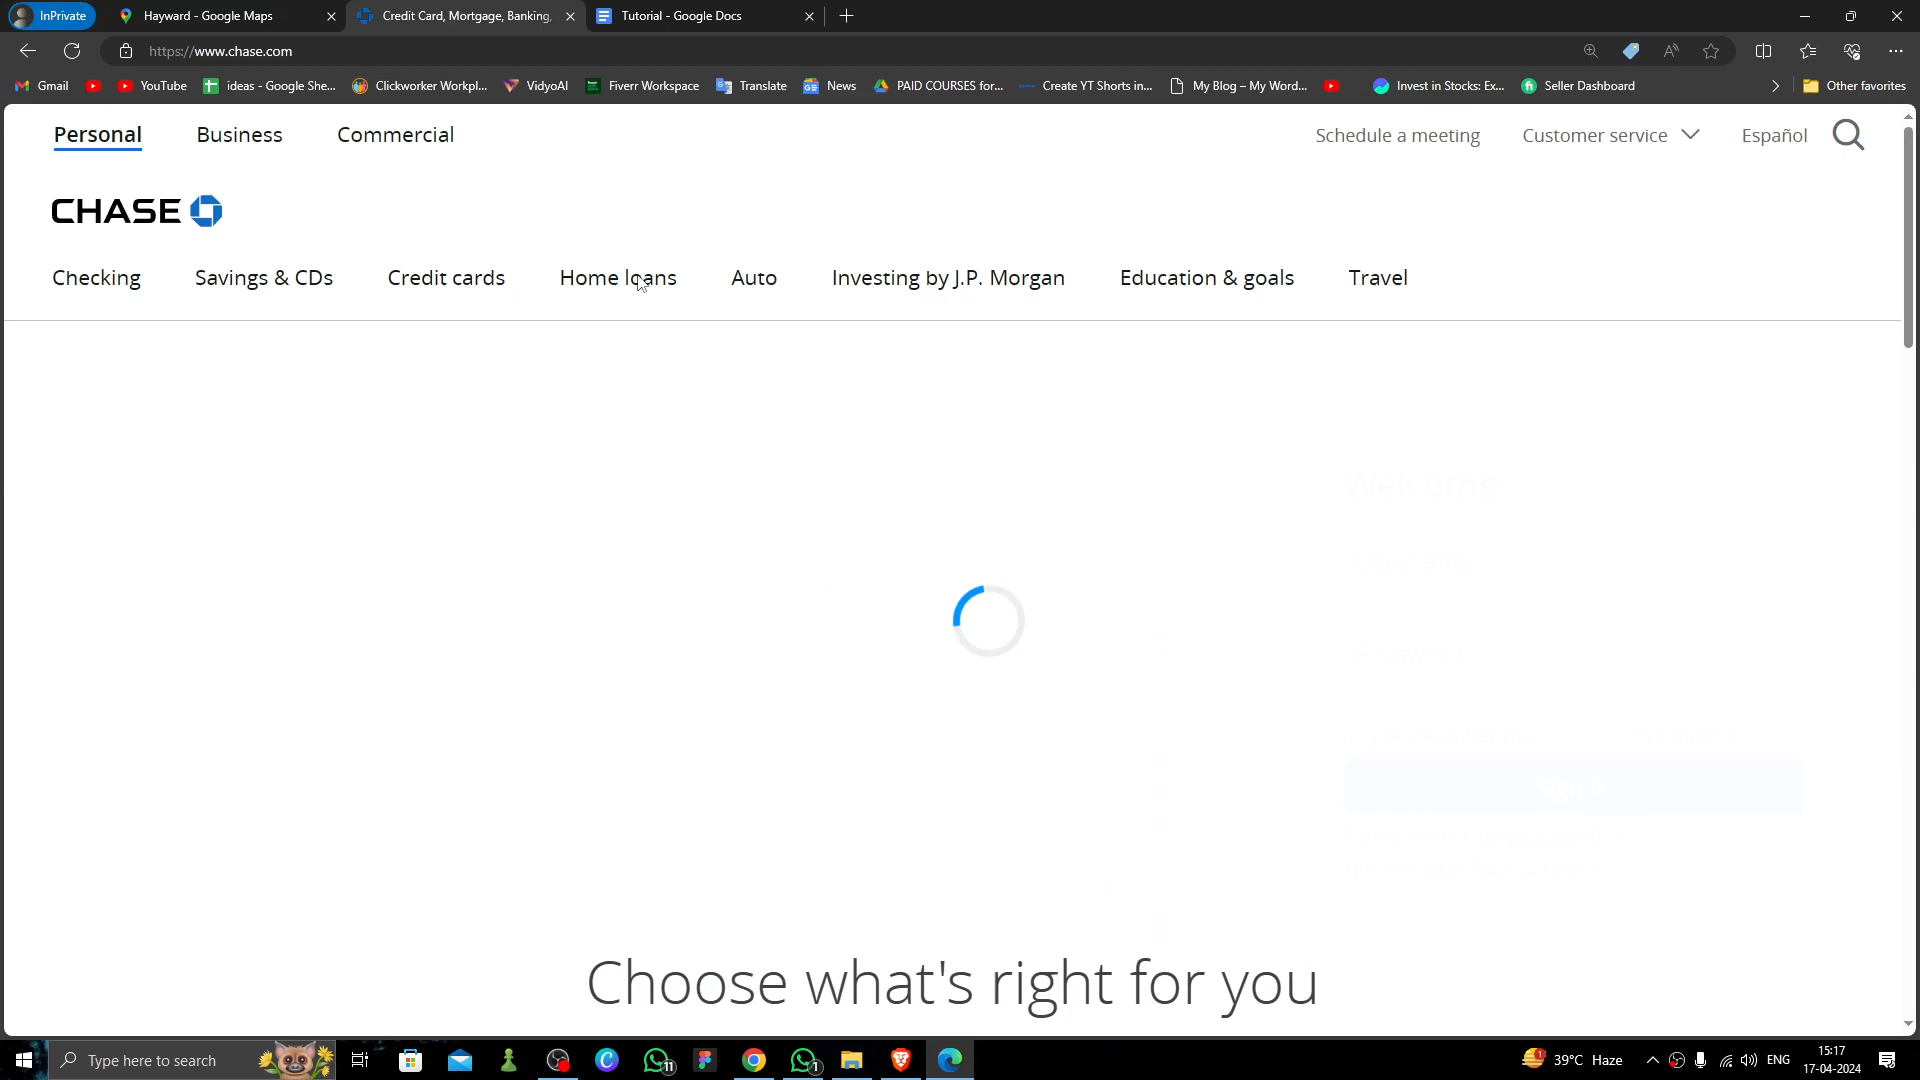 InPrivate
Hayward - Google Maps
Credit Card, Mortgage, Banking,
Tutorial - Google Docs
https://www.chase.com
Gmail
YouTube
ideas - Google She...
Clickworker Workpl...
VidyoAI
Fiverr Workspace
Translate
News
PAID COURSES for...
Create YT Shorts in...
My Blog – My Word...
Invest in Stocks: Ex...
Seller Dashboard
Other favorites
Personal
Business
Commercial
Schedule a meeting
Customer service
Español
CHASE
Checking
Savings & CDs
Credit cards
Home loans
Auto
Investing by J.P. Morgan
Education & goals
Travel
Welcome
Choose what's right for you
Type here to search
11
1
1
39°C Haze
ENG
15:17
17-04-2024